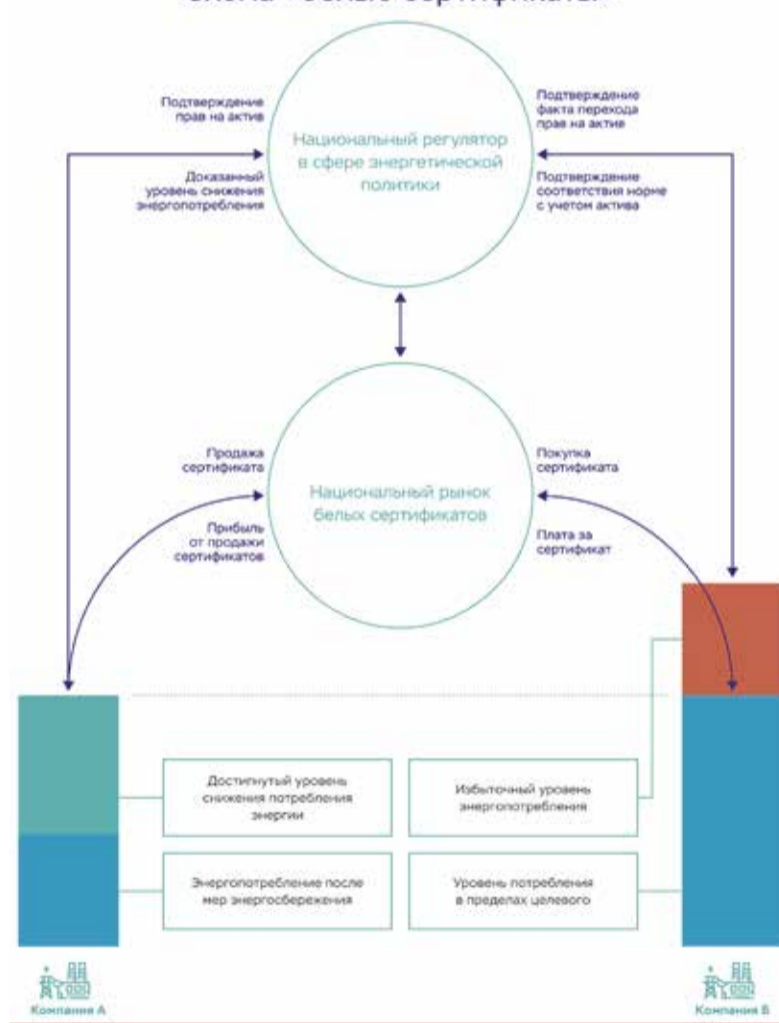 Подтверждение
прав на актив
Подтверждение
факта перехода
прав на актив
Национальный регулятор
в сфере энергетической
политики
Доказанный
уровень снижения
энергопотребления
Подтверждение
соответствия норме
с учетом актива
Продажа
сертификата
Покупка
сертификата
Национальный рынок
белых сертификатов
Прибыль
от продажи
сертификатов
Плата за
сертификат
Достигнутый уровень
снижения потребления
энергии
Избыточный уровень
энергопотребления
Энергопотребление после
мер энергосбережения
Уровень потребления
в пределах целевого
Компания А
Компания Б